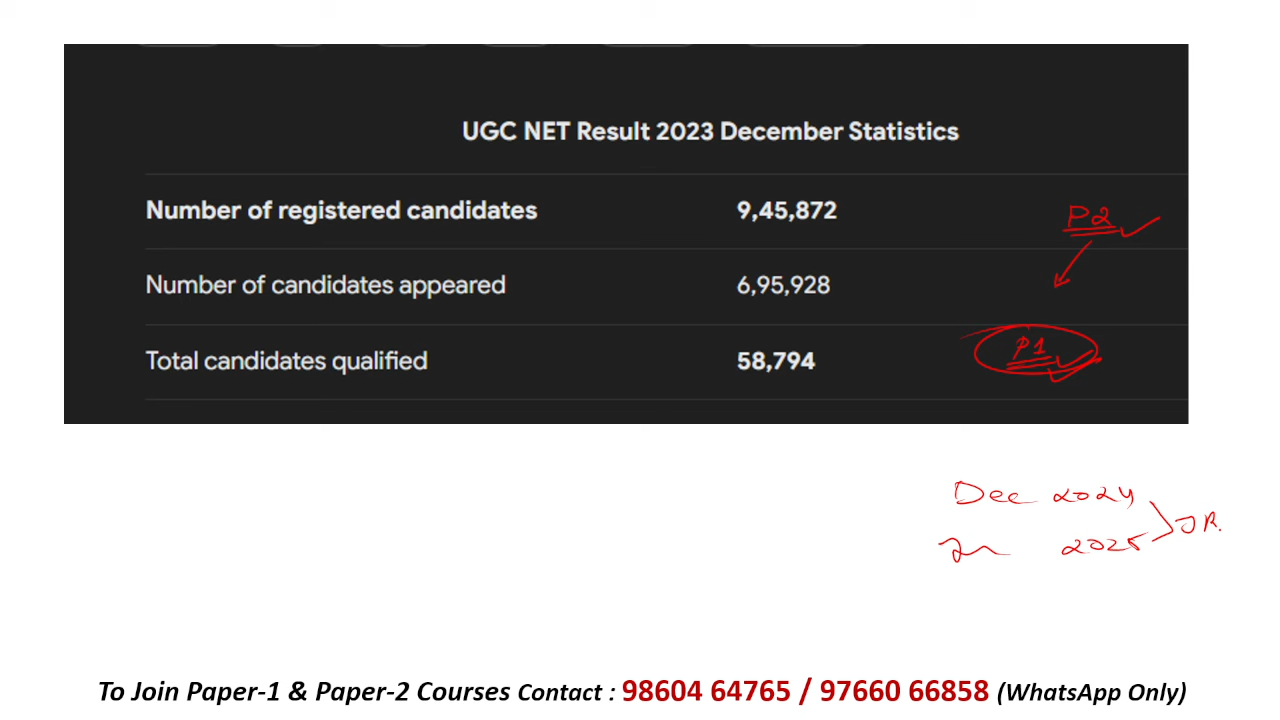 UGC NET Result 2023 December Statistics
Number of registered candidates 9,45,872
P2
Number of candidates appeared 6,95,928
Total candidates qualified 58,794
P1
Dec 2024
2025
To Join Paper-1 & Paper-2 Courses Contact : 98604 64765 / 97660 66858 (WhatsApp Only)